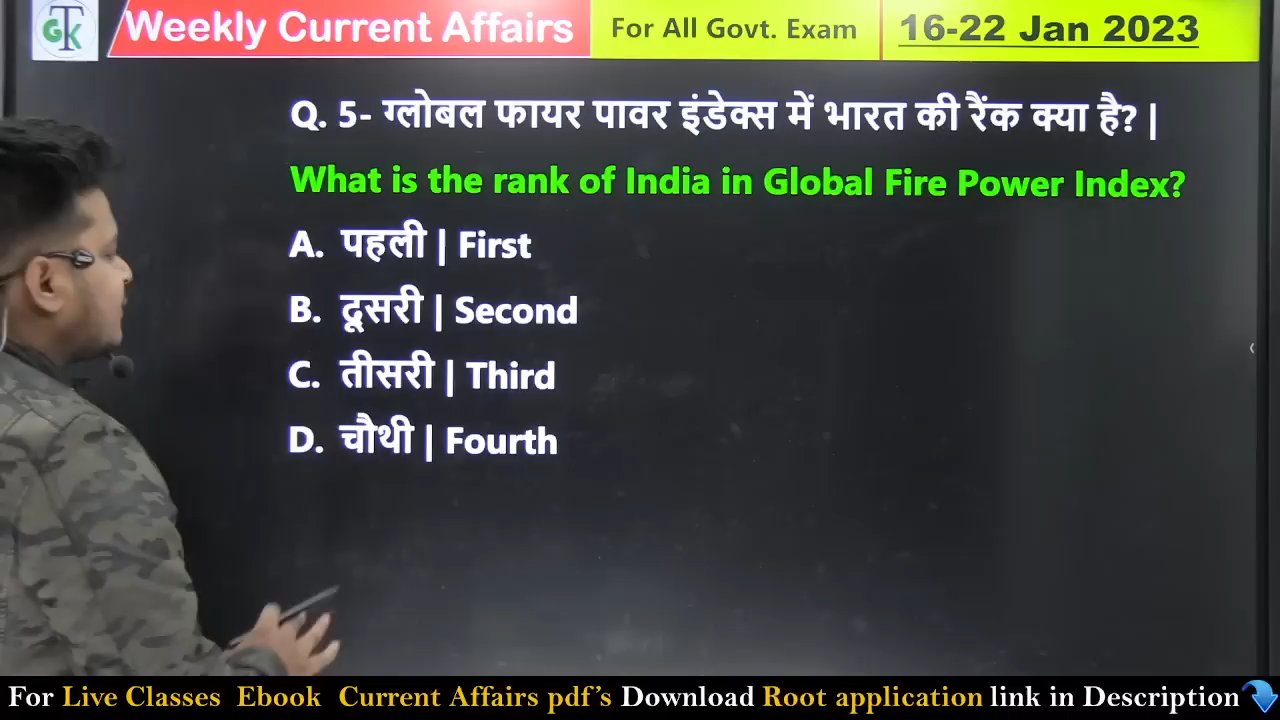 GTK
Weekly Current Affairs For All Govt. Exam 16-22 Jan 2023
Q. 5- ग्लोबल फायर पावर इंडेक्स में भारत की रैंक क्या है? |
What is the rank of India in Global Fire Power Index?
A. पहली | First
B. दूसरी | Second
C. तीसरी | Third
D. चौथी | Fourth
For Live Classes Ebook Current Affairs pdf's Download Root application link in Description